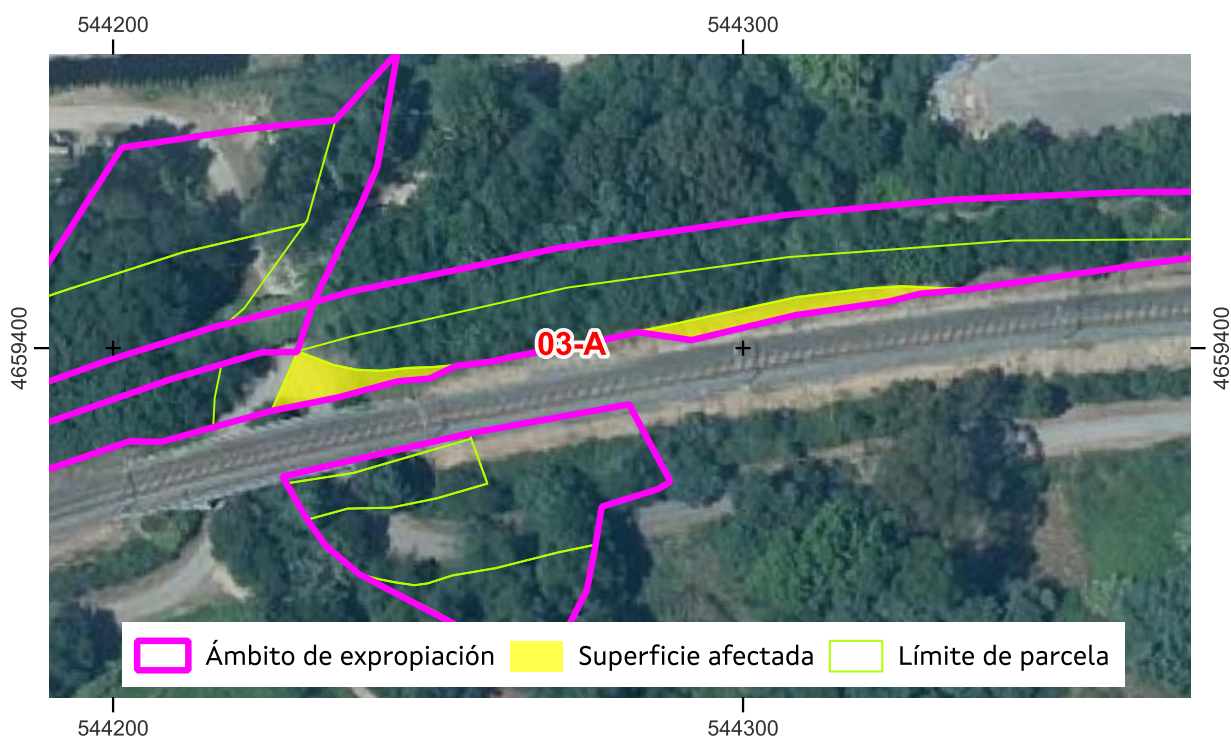 544200 544300
4659400 4659400
03-A
Ámbito de expropiación Superficie afectada Límite de parcela
544200 544300